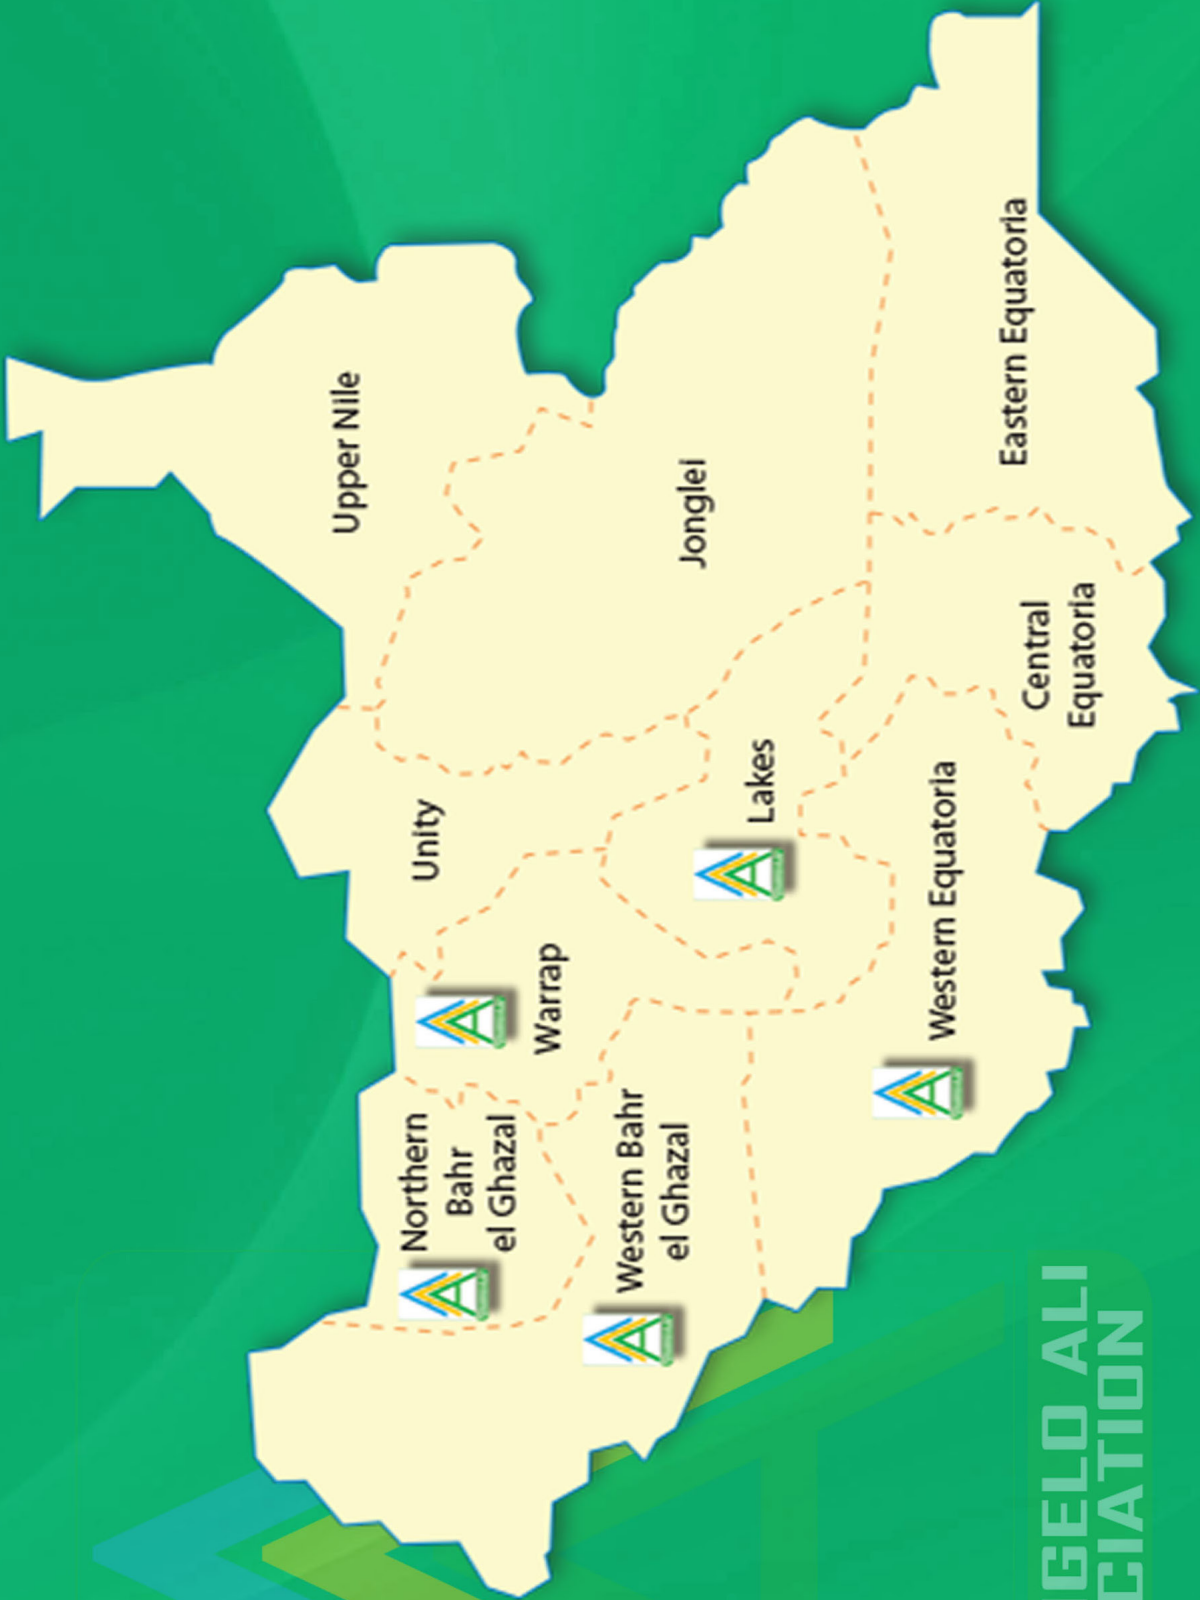 Upper Nile
Unity
Northern
Bahr
el Ghazal
Warrap
Western Bahr
el Ghazal
Jonglei
Lakes
Western Equatoria
Central
Equatoria
Eastern Equatoria
GELO ALI
CIATION